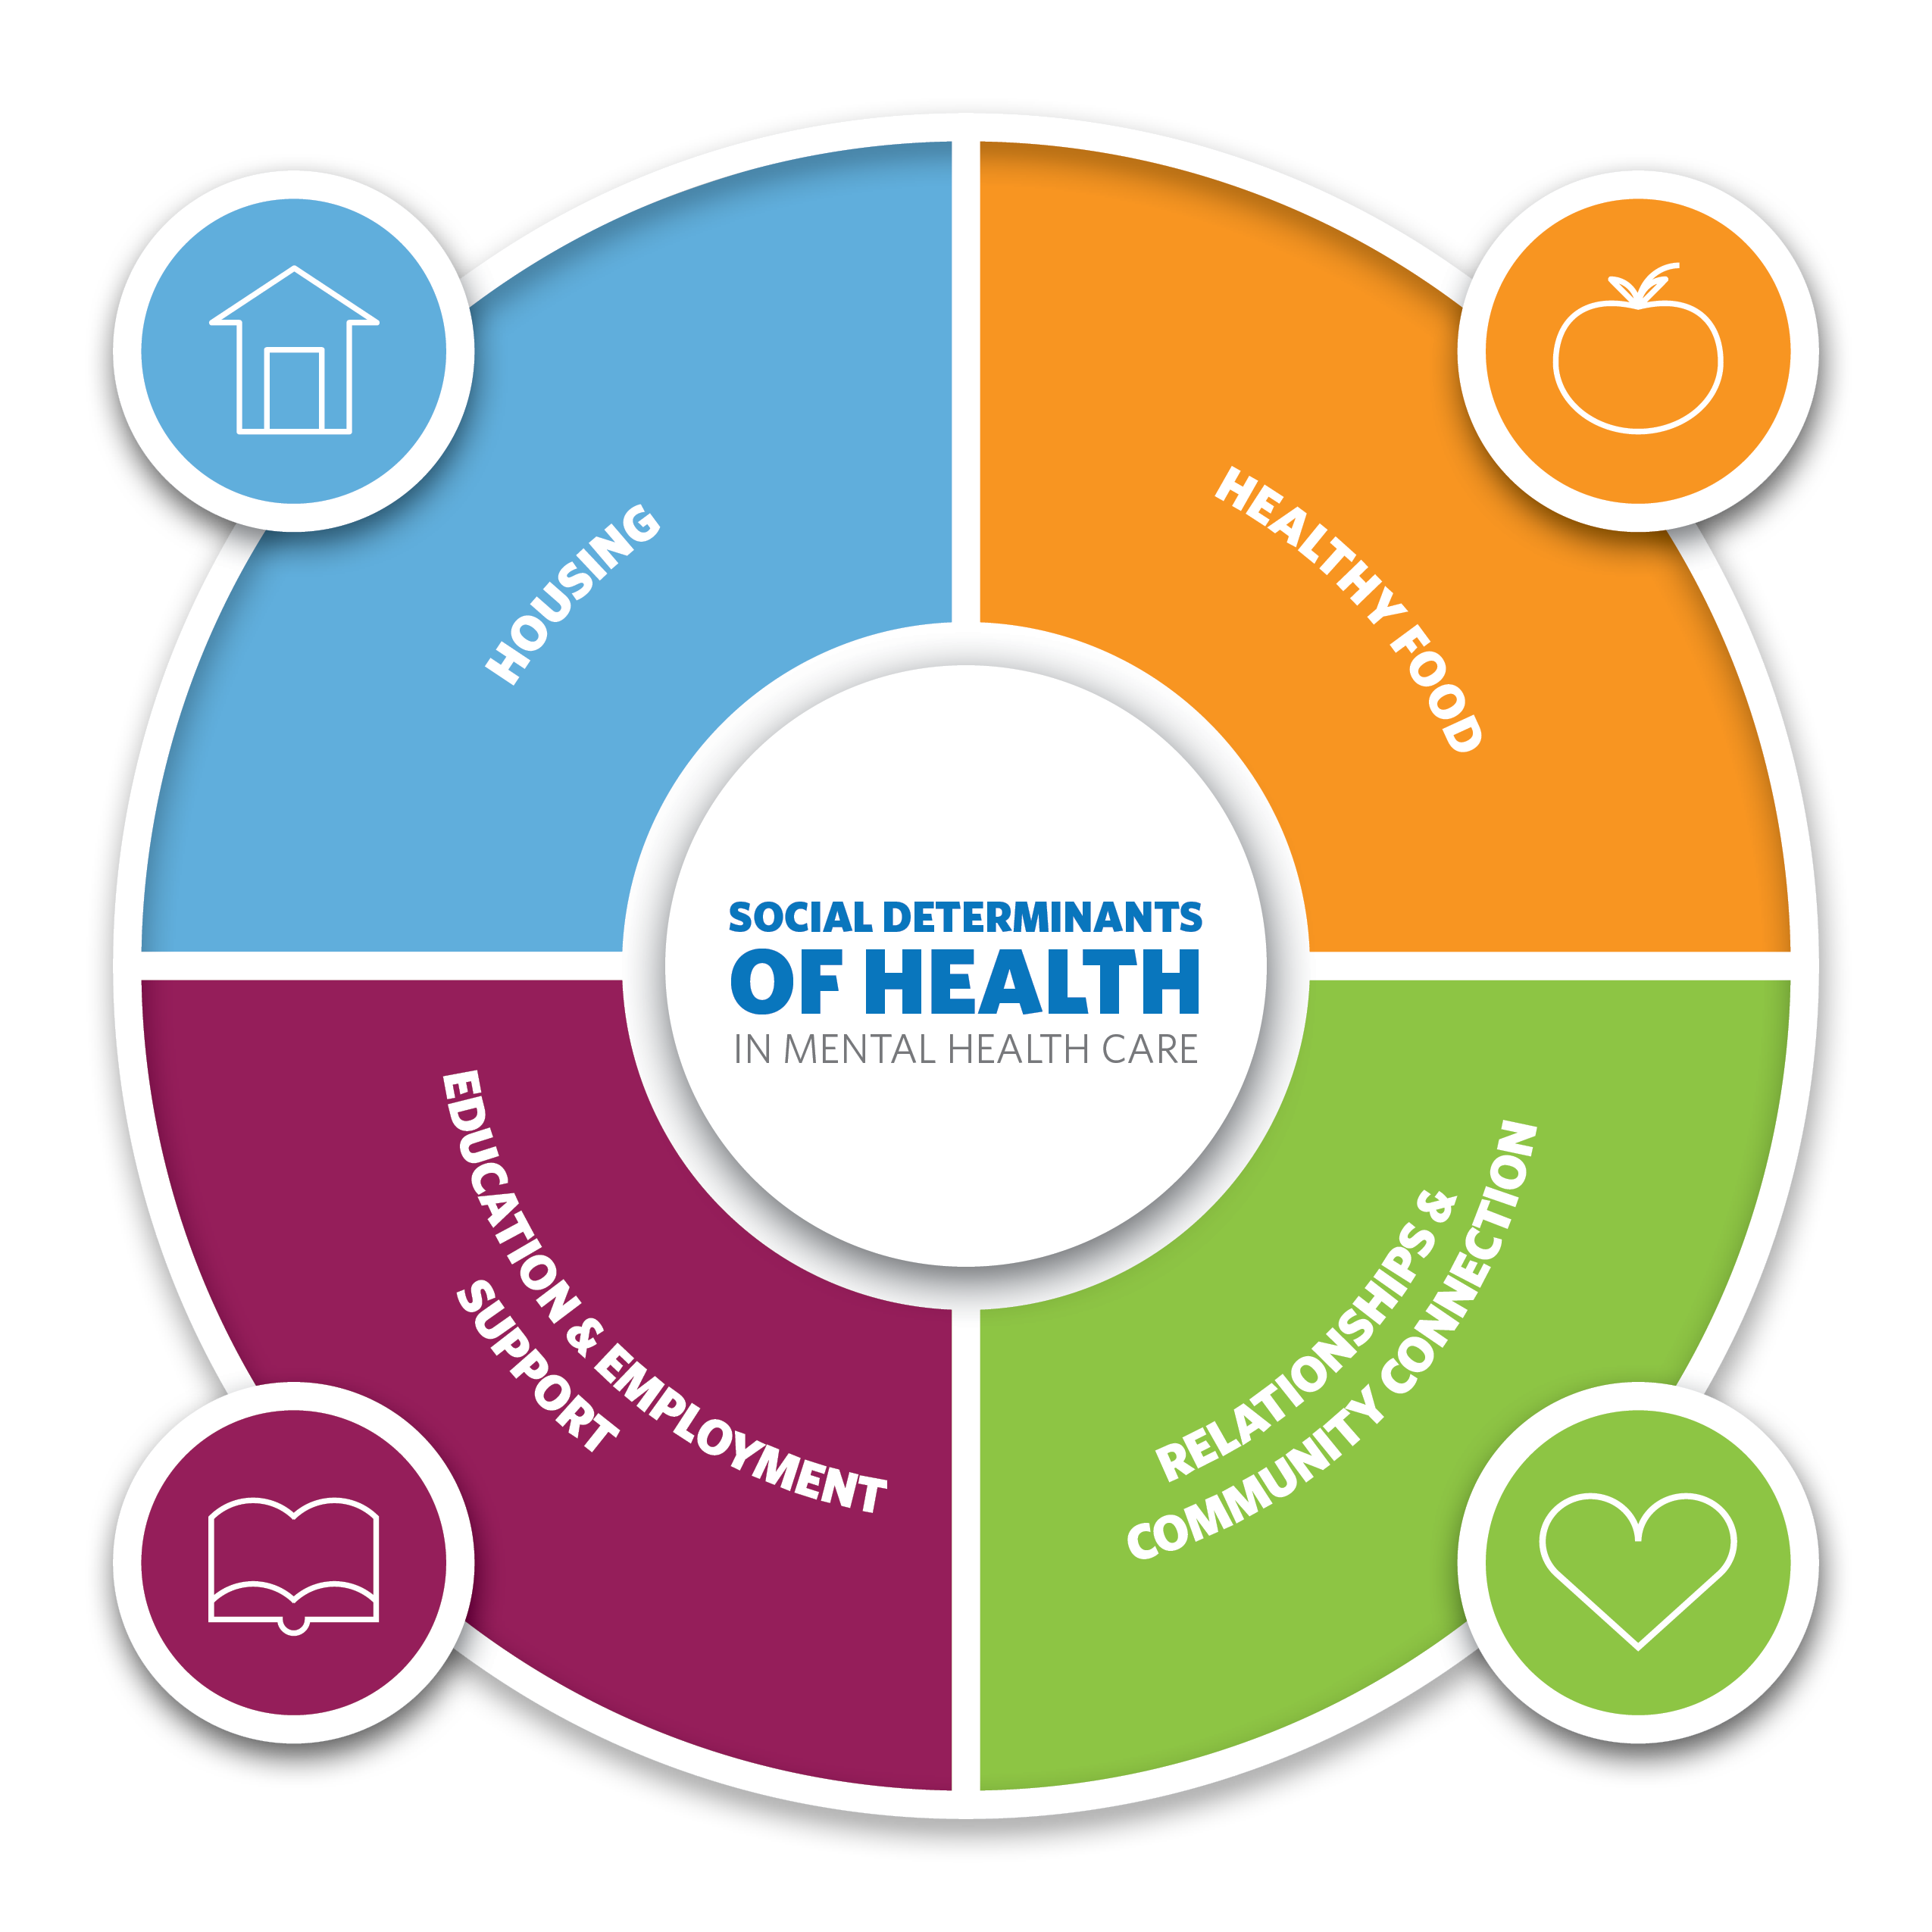 HOUSING
HEALTHY FOOD
SOCIAL DETERMINANTS
OF HEALTH
IN MENTAL HEALTH CARE
EDUCATION & EMPLOYMENT
SUPPORT
RELATIONSHIPS &
COMMUNITY CONNECTION